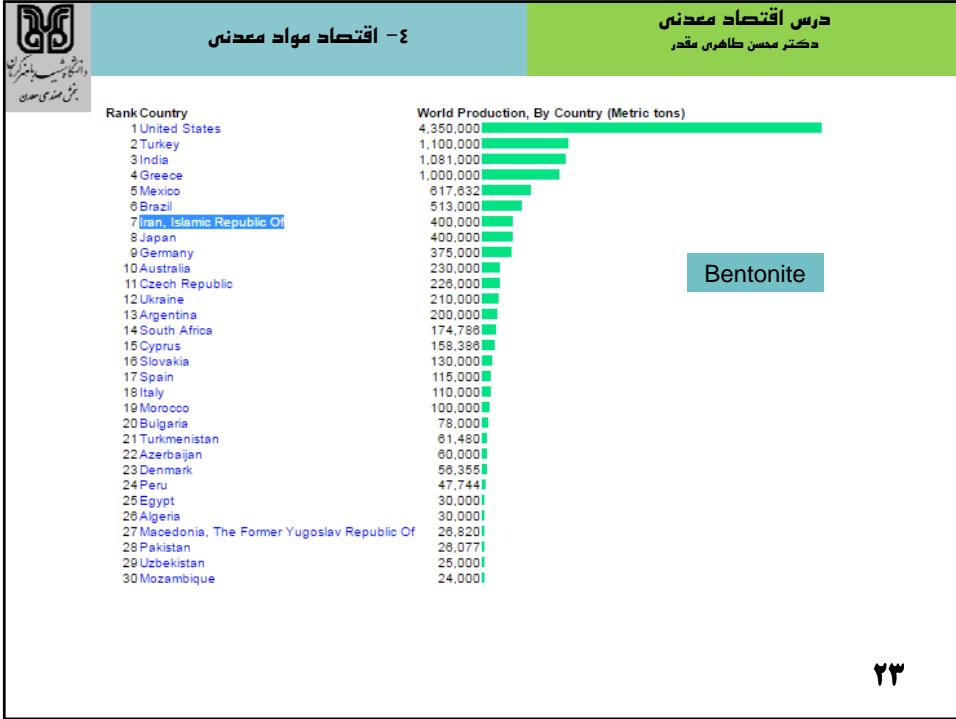 درس اقتصاد معدنی
دکتر محسن طاهری مقدر
۴- اقتصاد مواد معدنی
دانشگاه شهید باهنر کرمان
بخش مهندسی معدن
Rank Country World Production, By Country (Metric tons)
1 United States 4,350,000
2 Turkey 1,100,000
3 India 1,081,000
4 Greece 1,000,000
5 Mexico 617,632
6 Brazil 513,000
7 Iran, Islamic Republic Of 400,000
8 Japan 400,000
9 Germany 375,000
10 Australia 230,000
11 Czech Republic 226,000
12 Ukraine 210,000
13 Argentina 200,000
14 South Africa 174,786
15 Cyprus 158,386
16 Slovakia 130,000
17 Spain 115,000
18 Italy 110,000
19 Morocco 100,000
20 Bulgaria 78,000
21 Turkmenistan 61,480
22 Azerbaijan 60,000
23 Denmark 56,355
24 Peru 47,744
25 Egypt 30,000
26 Algeria 30,000
27 Macedonia, The Former Yugoslav Republic Of 26,820
28 Pakistan 26,077
29 Uzbekistan 25,000
30 Mozambique 24,000
Bentonite
۲۳